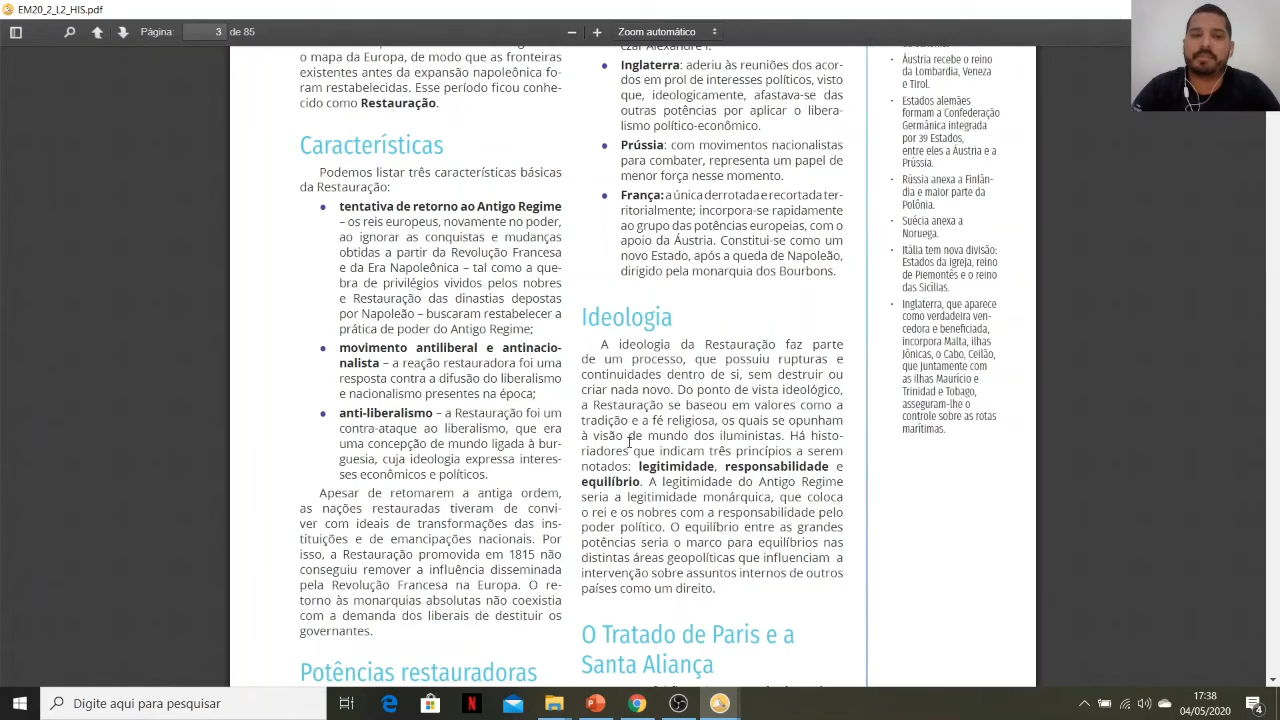 EM20_2_L2_HIS.pdf
Página: 3 de 85
Zoom automático
o mapa da Europa, de modo que as fronteiras
existentes antes da expansão napoleônica fo-
ram restabelecidas. Esse período ficou conhe-
cido como Restauração.
Características
Podemos listar três características básicas
da Restauração:
• tentativa de retorno ao Antigo Regime
– os reis europeus, novamente no poder,
ao ignorar as conquistas e mudanças
obtidas a partir da Revolução Francesa
e da Era Napoleônica – tal como a que-
bra de privilégios vividos pelos nobres
e Restauração das dinastias depostas
por Napoleão – buscaram restabelecer a
prática de poder do Antigo Regime;
• movimento antiliberal e antinacio-
nalista – a reação restauradora foi uma
resposta contra a difusão do liberalismo
e nacionalismo presentes na época;
• anti-liberalismo – a Restauração foi um
contra-ataque ao liberalismo, que era
uma concepção de mundo ligada à bur-
guesia, cuja ideologia expressa interes-
ses econômicos e políticos.
Apesar de retomarem a antiga ordem,
as nações restauradas tiveram de convi-
ver com ideais de transformações das ins-
tituições e de emancipações nacionais. Por
isso, a Restauração promovida em 1815 não
conseguiu remover a influência disseminada
pela Revolução Francesa na Europa. O re-
torno às monarquias absolutas não coexistia
com a demanda dos liberais de destituir os
governantes.
Potências restauradoras
czar Alexandre I.
• Inglaterra: aderiu às reuniões dos acor-
dos em prol de interesses políticos, visto
que, ideologicamente, afastava-se das
outras potências por aplicar o libera-
lismo político-econômico.
• Prússia: com movimentos nacionalistas
para combater, representa um papel de
menor força nesse momento.
• França: a única derrotada e recortada ter-
ritorialmente; incorpora-se rapidamente
ao grupo das potências europeias, com o
apoio da Áustria. Constitui-se como um
novo Estado, após a queda de Napoleão,
dirigido pela monarquia dos Bourbons.
Ideologia
A ideologia da Restauração faz parte
de um processo, que possuiu rupturas e
continuidades dentro de si, sem destruir ou
criar nada novo. Do ponto de vista ideológico,
a Restauração se baseou em valores como a
tradição e a fé religiosa, os quais se opunham
à visão de mundo dos iluministas. Há histo-
riadores que indicam três princípios a serem
notados: legitimidade, responsabilidade e
equilíbrio. A legitimidade do Antigo Regime
seria a legitimidade monárquica, que coloca
o rei e os nobres com a responsabilidade pelo
poder político. O equilíbrio entre as grandes
potências seria o marco para equilíbrios nas
distintas áreas geopolíticas que influenciam a
intervenção sobre assuntos internos de outros
países como um direito.
O Tratado de Paris e a
Santa Aliança
• Áustria recebe o reino
da Lombardia, Veneza
e Tirol.
• Estados alemães
formam a Confederação
Germânica integrada
por 39 Estados,
entre eles a Áustria e a
Prússia.
• Rússia anexa a Finlân-
dia e maior parte da
Polônia.
• Suécia anexa a
Noruega.
• Itália tem nova divisão:
Estados da Igreja, reino
de Piemontês e o reino
das Sicílias.
• Inglaterra, que aparece
como verdadeira ven-
cedora e beneficiada,
incorpora Malta, ilhas
Jônicas, o Cabo, Ceilão,
que juntamente com
as ilhas Maurício e
Trinidad e Tobago,
asseguram-lhe o
controle sobre as rotas
marítimas.
Digite aqui para pesquisar
17:38
04/05/2020
4